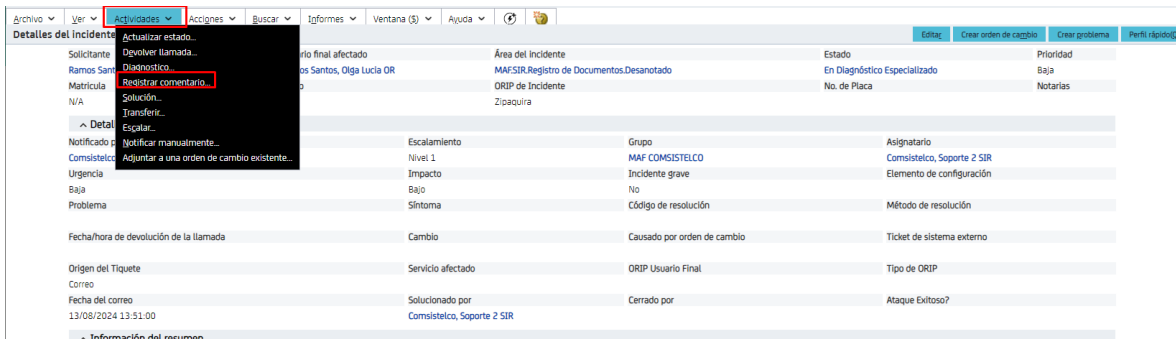 Archivo Ver Actividades Acciones Buscar Informes Ventana ($) Ayuda
Detalles del incidente
Editar Crear orden de cambio Crear problema Perfil rápido
Actualizar estado...
Devolver llamada...
Diagnostico...
Registrar comentario...
Solución...
Transferir...
Escalar...
Notificar manualmente...
Adjuntar a una orden de cambio existente...
Solicitante rio final afectado Área del incidente Estado Prioridad
Ramos Sant os Santos, Olga Lucia OR MAF.SIR.Registro de Documentos.Desanotado En Diagnóstico Especializado Baja
Matricula o ORIP de Incidente No. de Placa Notarias
N/A Zipaquira
Detal
Notificado p Escalamiento Grupo Asignatario
Comsistelco Nivel 1 MAF COMSISTELCO Comsistelco, Soporte 2 SIR
Urgencia Impacto Incidente grave Elemento de configuración
Baja Bajo No
Problema Síntoma Código de resolución Método de resolución
Fecha/hora de devolución de la llamada Cambio Causado por orden de cambio Ticket de sistema externo
Origen del Tiquete Servicio afectado ORIP Usuario Final Tipo de ORIP
Correo
Fecha del correo Solucionado por Cerrado por Ataque Exitoso?
13/08/2024 13:51:00 Comsistelco, Soporte 2 SIR
Información del resumen